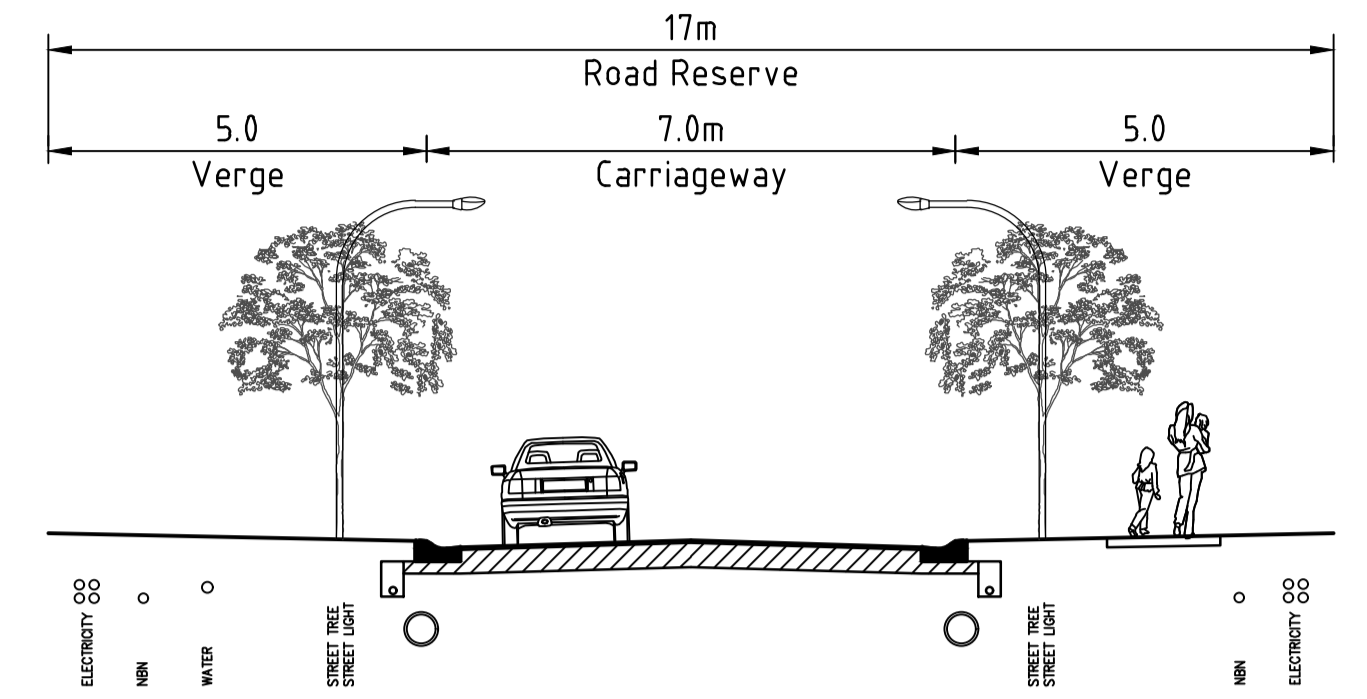 17m
Road Reserve
5.0
7.0m
5.0
Verge
Carriageway
Verge
ELECTRICITY
NBN
WATER
STREET TREE
STREET LIGHT
STREET TREE
STREET LIGHT
NBN
ELECTRICITY